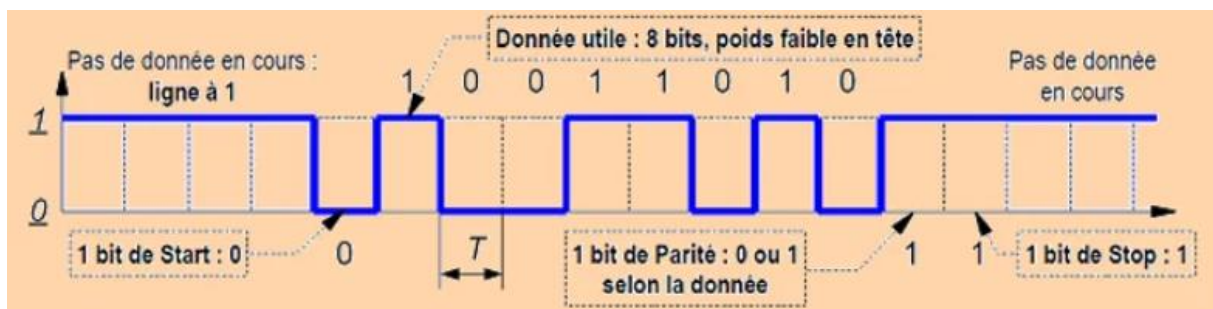 Donnée utile : 8 bits, poids faible en tête
Pas de donnée en cours :
ligne à 1
1 0 0 1 1 0 1 0
Pas de donnée
en cours
1
0
1 bit de Start : 0
0
T
1 bit de Parité : 0 ou 1
selon la donnée
1 1
1 bit de Stop : 1